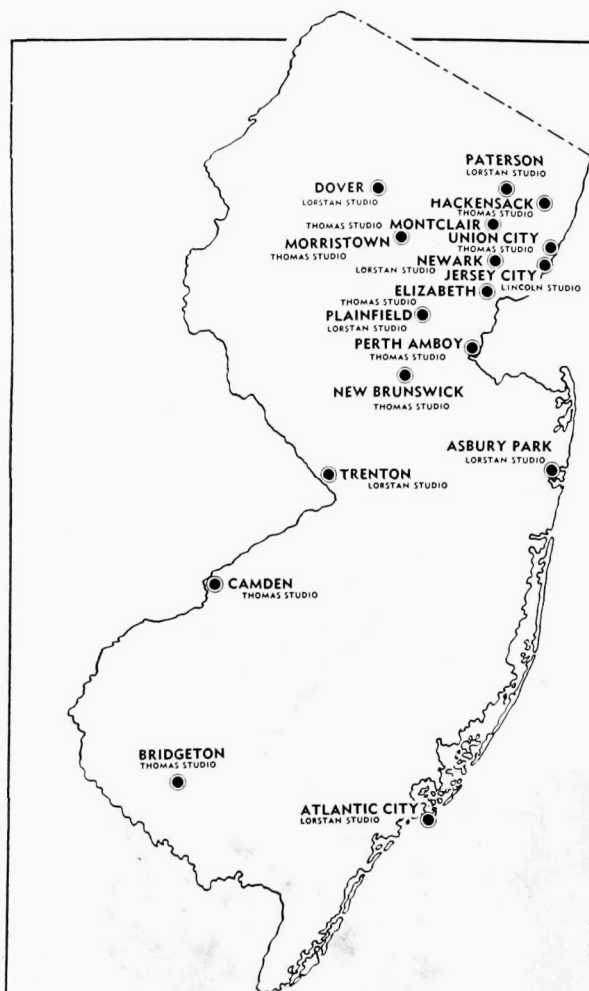 PATERSON
LORSTAN STUDIO
DOVER
LORSTAN STUDIO
HACKENSACK
THOMAS STUDIO
THOMAS STUDIO MONTCLAIR
MORRISTOWN
THOMAS STUDIO
UNION CITY
THOMAS STUDIO
NEWARK
LORSTAN STUDIO
JERSEY CITY
LINCOLN STUDIO
THOMAS STUDIO
ELIZABETH
PLAINFIELD
LORSTAN STUDIO
PERTH AMBOY
THOMAS STUDIO
NEW BRUNSWICK
THOMAS STUDIO
ASBURY PARK
LORSTAN STUDIO
TRENTON
LORSTAN STUDIO
CAMDEN
THOMAS STUDIO
BRIDGETON
THOMAS STUDIO
ATLANTIC CITY
LORSTAN STUDIO